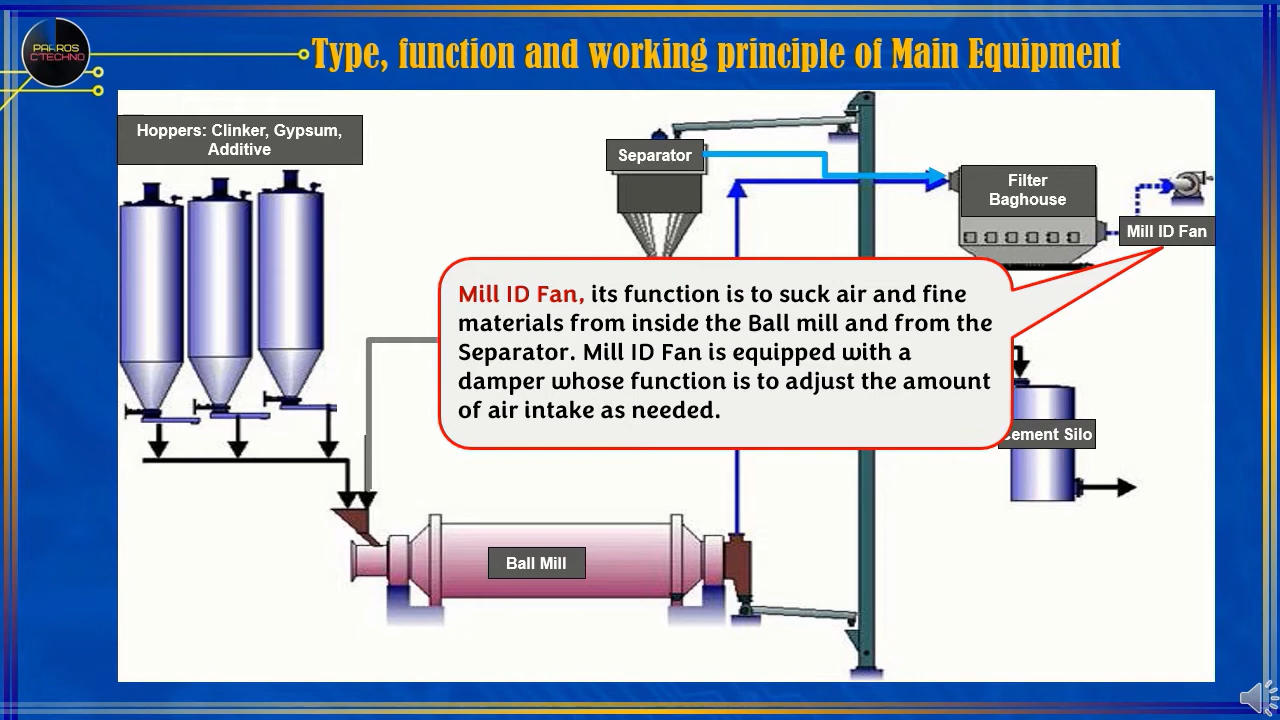 PAKROS
CTECHNO
Type, function and working principle of Main Equipment
Hoppers: Clinker, Gypsum,
Additive
Separator
Filter
Baghouse
Mill ID Fan
Mill ID Fan, its function is to suck air and fine
materials from inside the Ball mill and from the
Separator. Mill ID Fan is equipped with a
damper whose function is to adjust the amount
of air intake as needed.
Cement Silo
Ball Mill